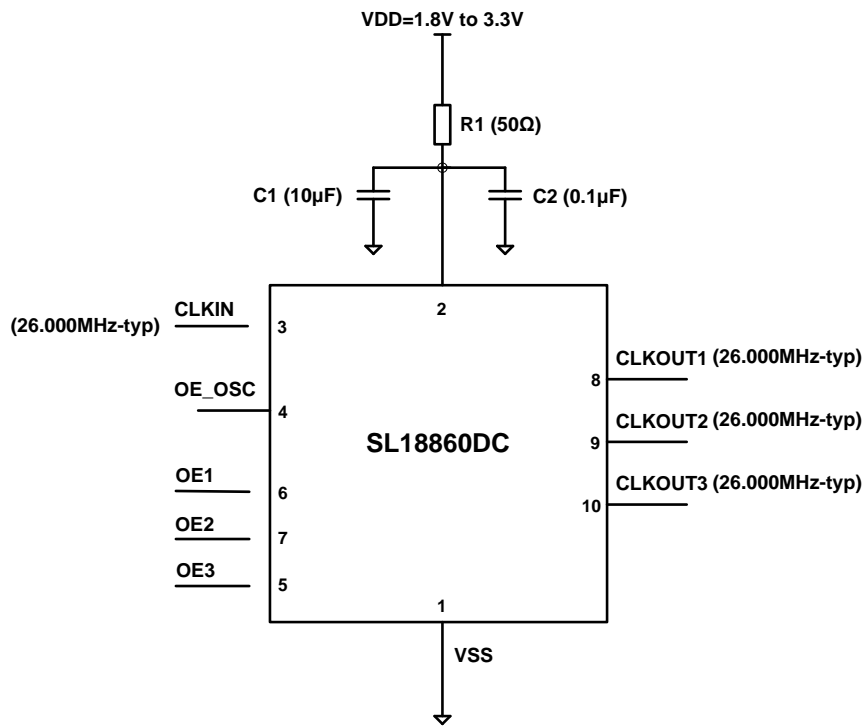 VDD=1.8V to 3.3V
R1 (50Ω)
C1 (10µF)
C2 (0.1µF)
CLKIN
(26.000MHz-typ)
3
2
OE_OSC
4
SL18860DC
CLKOUT1 (26.000MHz-typ)
8
CLKOUT2 (26.000MHz-typ)
9
CLKOUT3 (26.000MHz-typ)
10
OE1
6
OE2
7
OE3
5
1
VSS